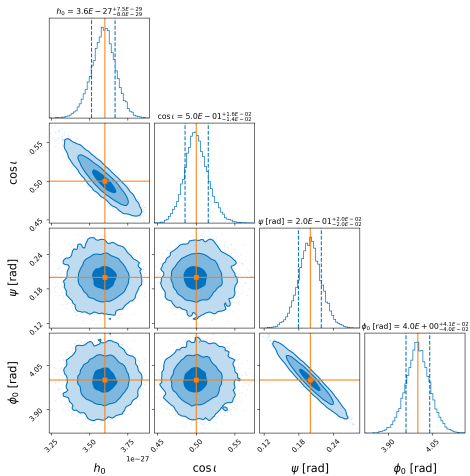 h₀ = 3.6E − 27 +7.5E−29 −8.0E−29
cos ι = 5.0E − 01 +1.6E−02 −1.4E−02
0.55
0.50
0.45
cos ι
ψ [rad] = 2.0E − 01 +2.0E−02 −2.0E−02
0.24
0.18
0.12
ψ [rad]
ϕ₀ [rad] = 4.0E + 00 +4.1E−02 −4.0E−02
4.05
3.90
ϕ₀ [rad]
3.25 3.50 3.75
1e−27
h₀
0.45 0.50 0.55
cos ι
0.12 0.18 0.24
ψ [rad]
3.90 4.05
ϕ₀ [rad]